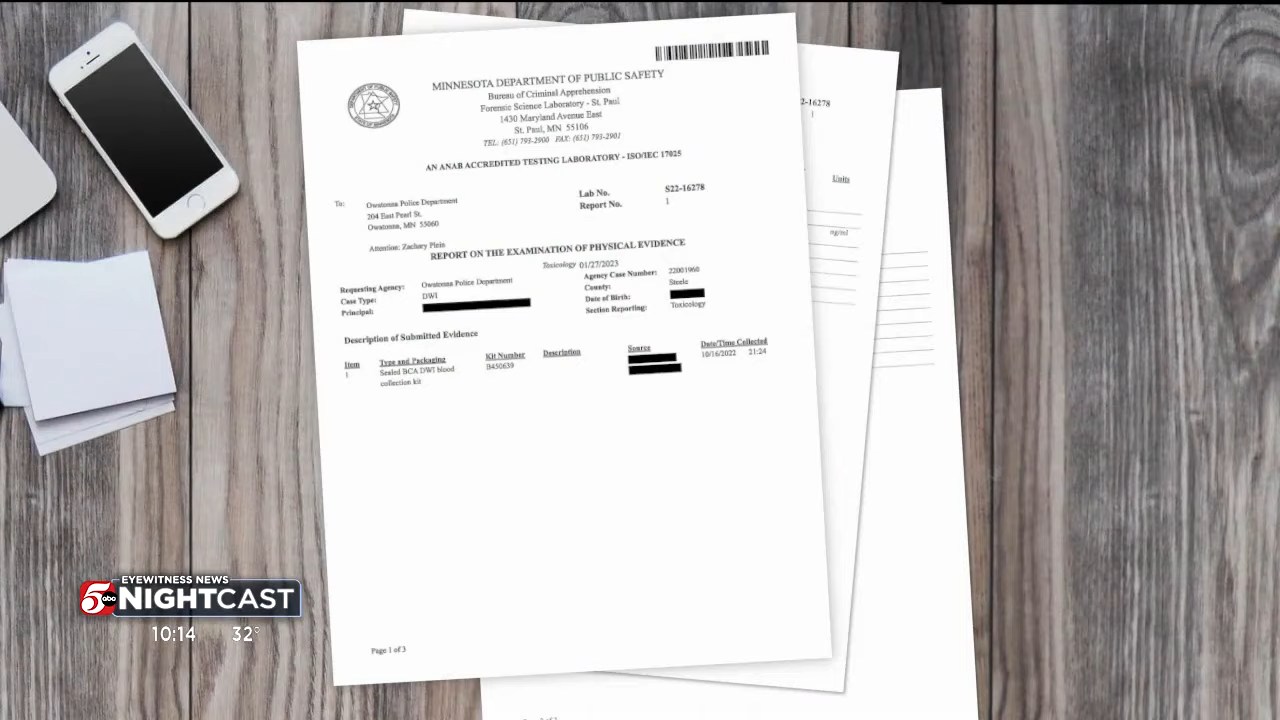 MINNESOTA DEPARTMENT OF PUBLIC SAFETY
Bureau of Criminal Apprehension
Forensic Science Laboratory - St. Paul
1430 Maryland Avenue East
St. Paul, MN 55106
TEL: (651) 793-2900 FAX: (651) 793-2901
AN ANAB ACCREDITED TESTING LABORATORY - ISO/IEC 17025
To: Owatonna Police Department
204 East Pearl St.
Owatonna, MN 55060
Attention: Zachary Plein
Lab No. S22-16278
Report No. 1
REPORT ON THE EXAMINATION OF PHYSICAL EVIDENCE
Toxicology 01/27/2023
Requesting Agency: Owatonna Police Department
Case Type: DWI
Principal:
Agency Case Number: 22001960
County: Steele
Date of Birth:
Section Reporting: Toxicology
Description of Submitted Evidence
Item Type and Packaging Kit Number Description Source Date/Time Collected
1 Sealed BCA DWI blood B450639 10/16/2022 21:24
collection kit
Page 1 of 3
2-16278
1
Units
ng/ml
EYEWITNESS NEWS
5 abc NIGHTCAST
10:14 32°